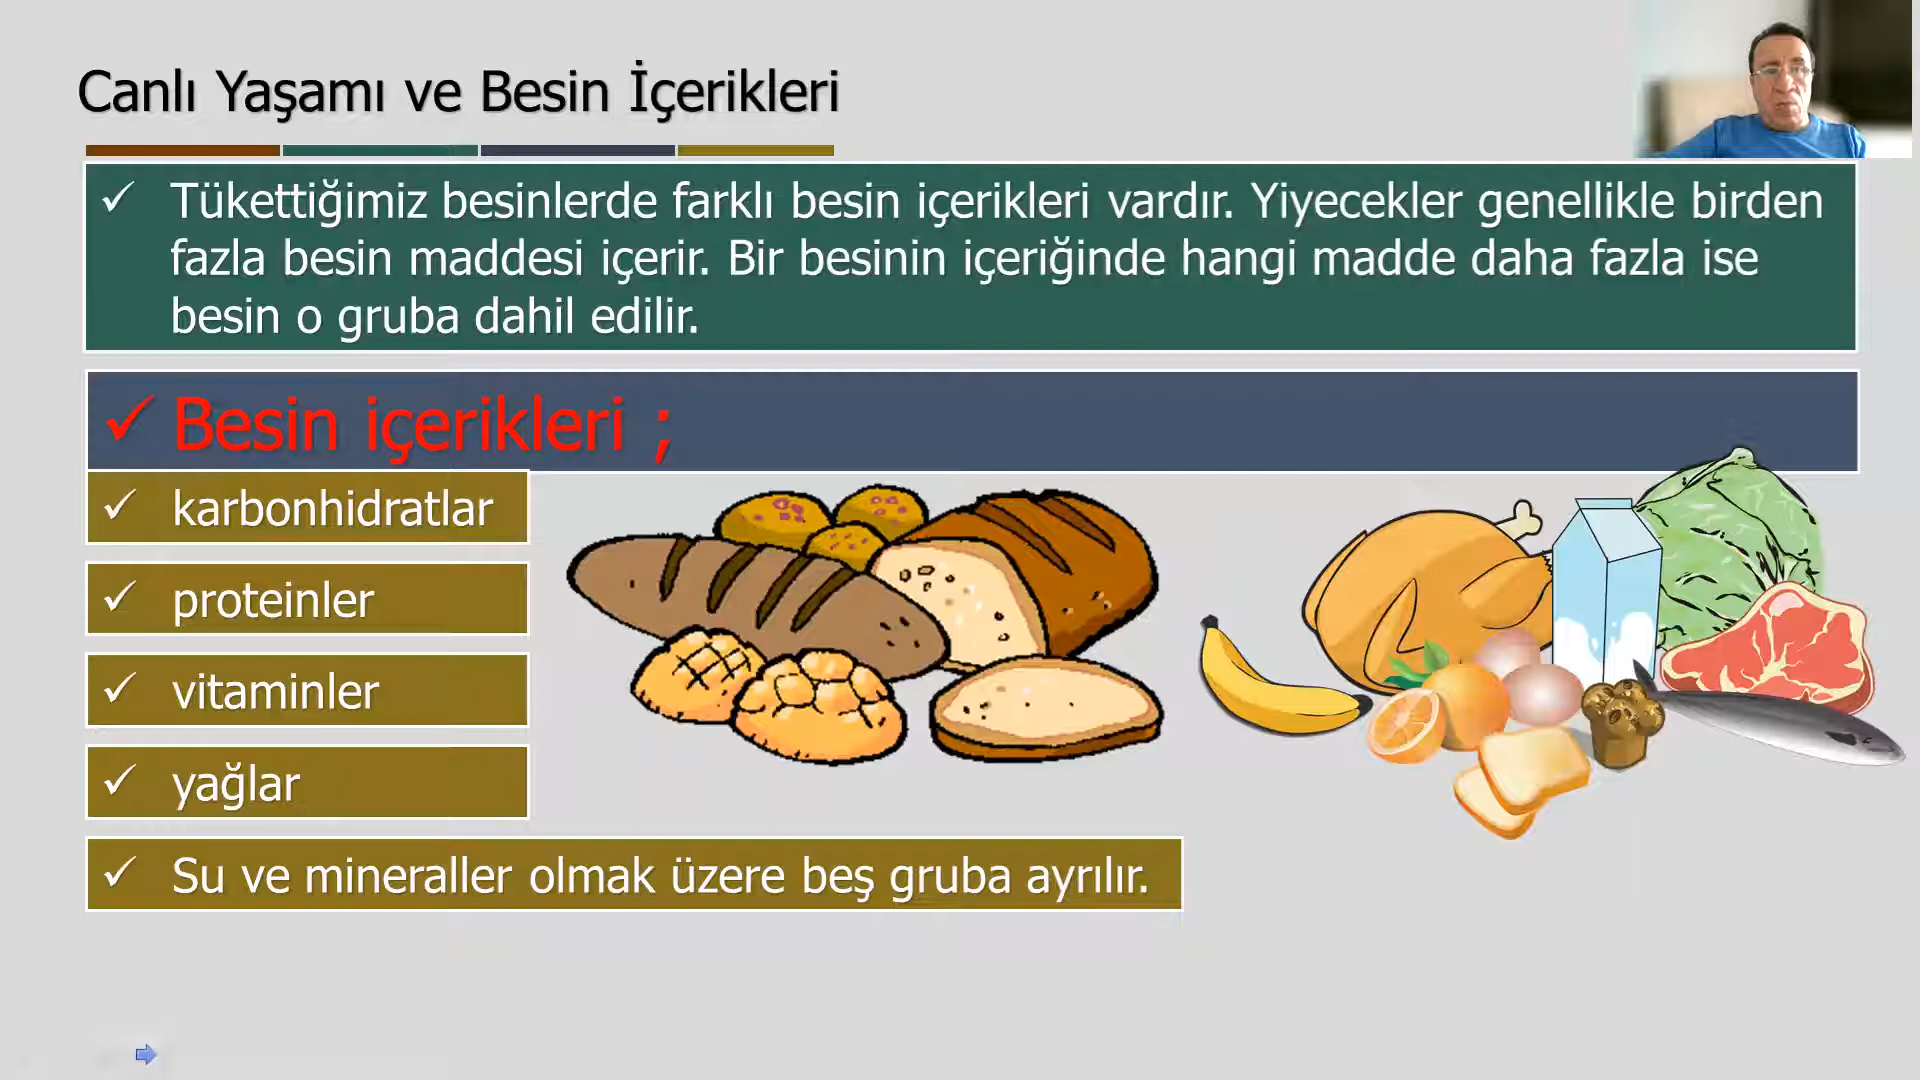 Canlı Yaşamı ve Besin İçerikleri
✓ Tükettiğimiz besinlerde farklı besin içerikleri vardır. Yiyecekler genellikle birden
fazla besin maddesi içerir. Bir besinin içeriğinde hangi madde daha fazla ise
besin o gruba dahil edilir.
✓ Besin içerikleri ;
✓ karbonhidratlar
✓ proteinler
✓ vitaminler
✓ yağlar
✓ Su ve mineraller olmak üzere beş gruba ayrılır.